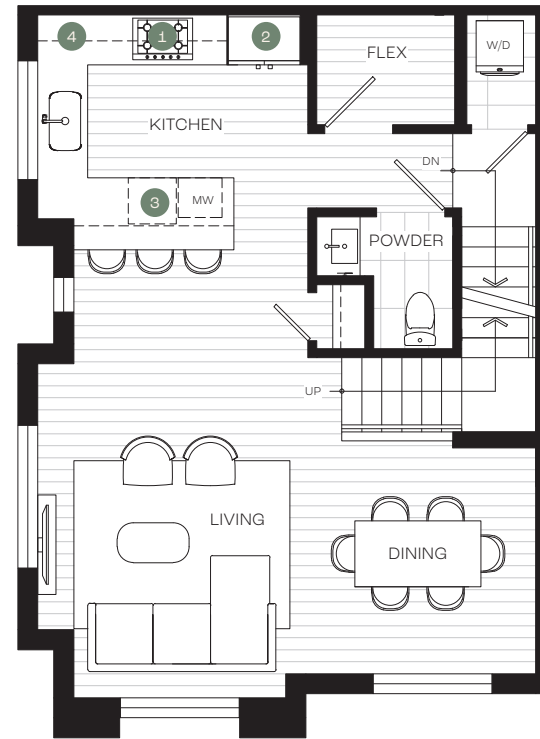 4
1
2
FLEX
W/D
KITCHEN
DN
3
MW
POWDER
UP
LIVING
DINING